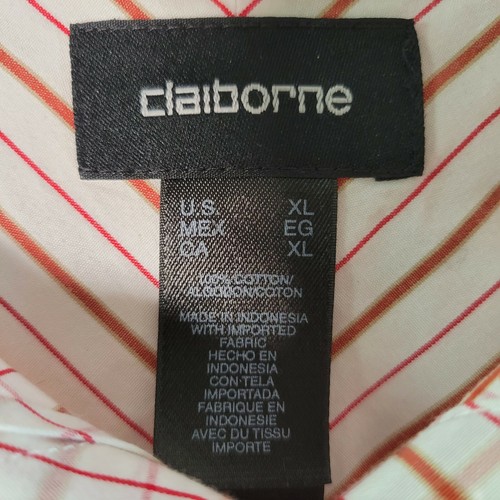 claiborne
U.S. XL
MEX EG
CA XL
100% COTTON/
ALGODON/COTON
MADE IN INDONESIA
WITH IMPORTED
FABRIC
HECHO EN
INDONESIA
CON TELA
IMPORTADA
FABRIQUE EN
INDONESIE
AVEC DU TISSU
IMPORTE